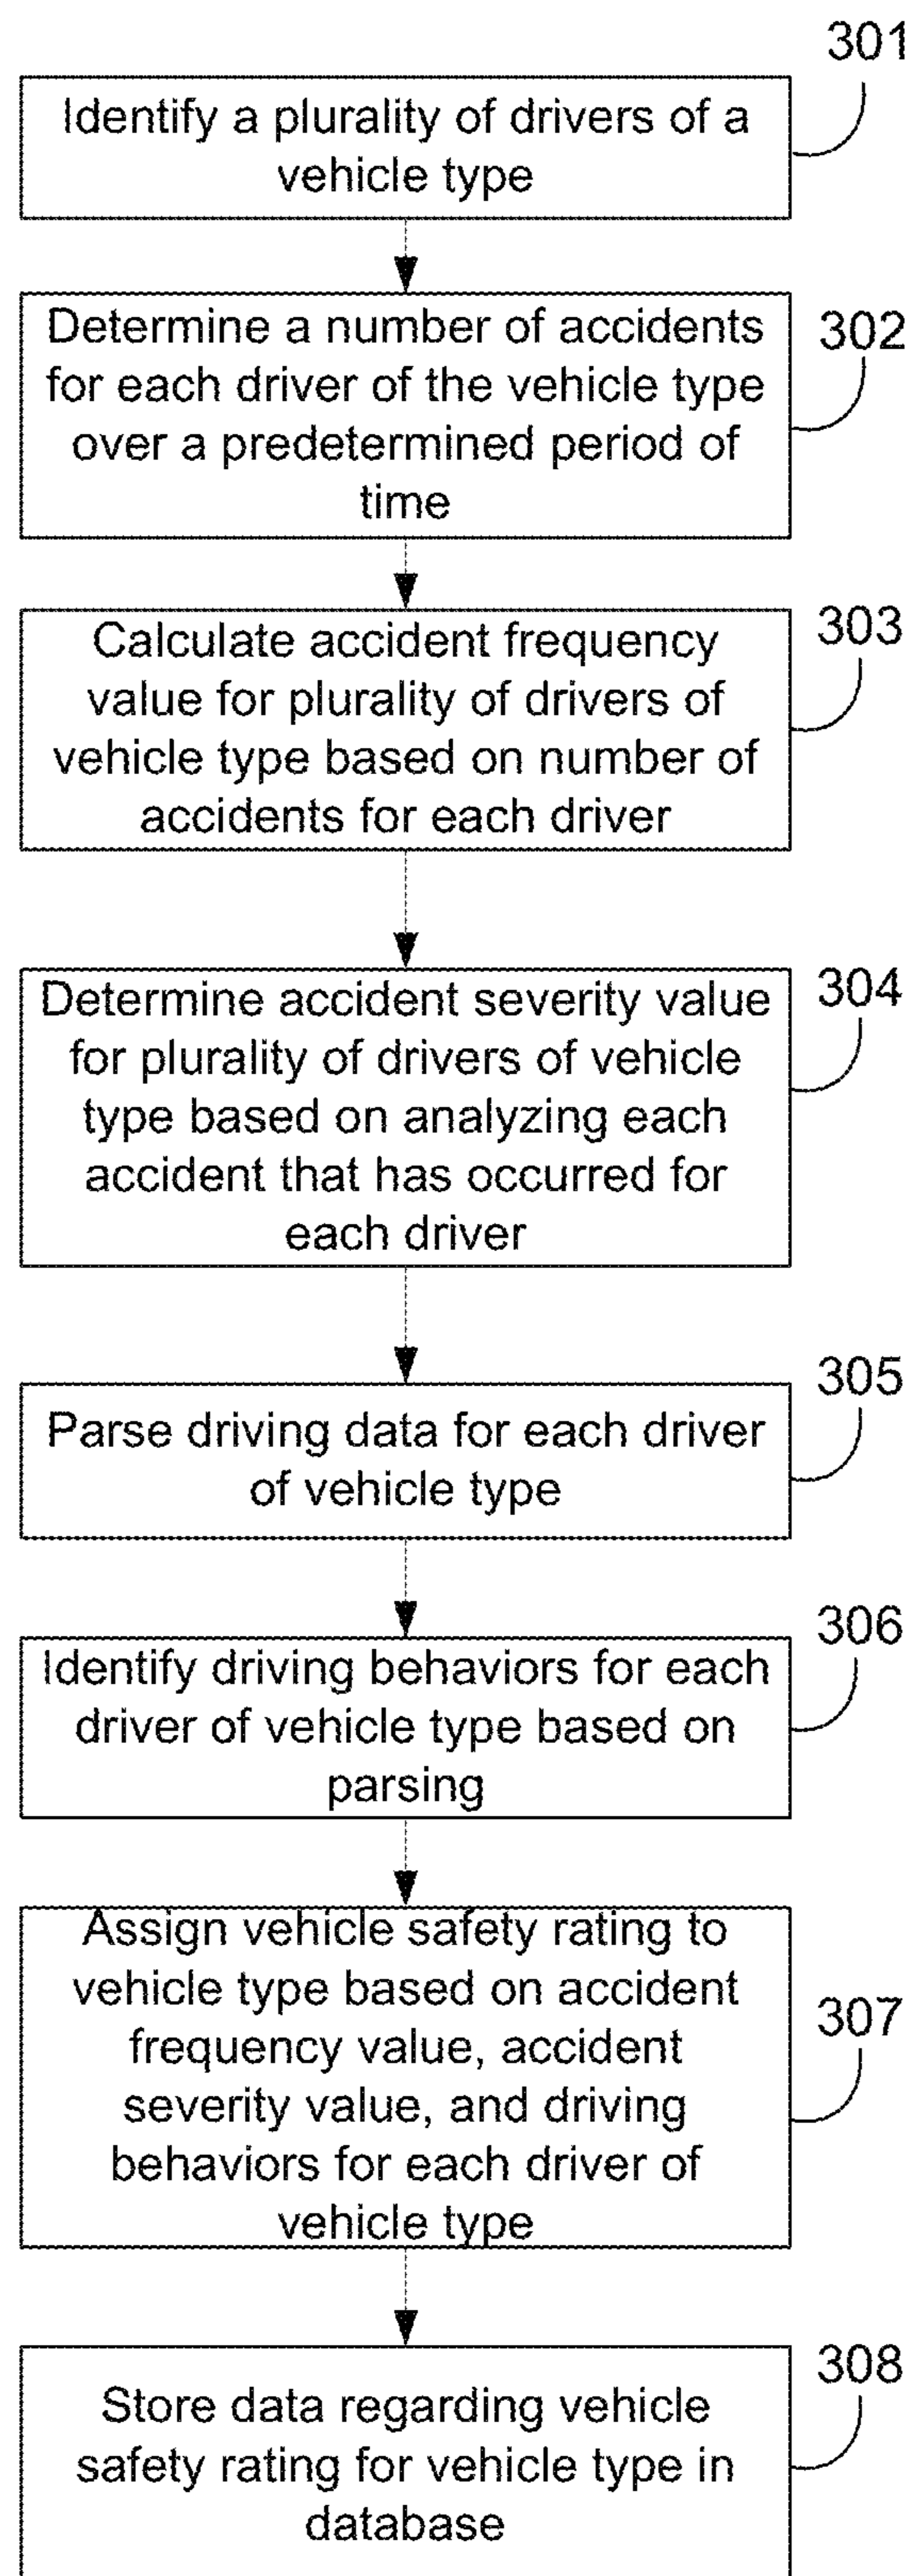 301
Identify a plurality of drivers of a
vehicle type
302
Determine a number of accidents
for each driver of the vehicle type
over a predetermined period of
time
303
Calculate accident frequency
value for plurality of drivers of
vehicle type based on number of
accidents for each driver
304
Determine accident severity value
for plurality of drivers of vehicle
type based on analyzing each
accident that has occurred for
each driver
305
Parse driving data for each driver
of vehicle type
306
Identify driving behaviors for each
driver of vehicle type based on
parsing
307
Assign vehicle safety rating to
vehicle type based on accident
frequency value, accident
severity value, and driving
behaviors for each driver of
vehicle type
308
Store data regarding vehicle
safety rating for vehicle type in
database